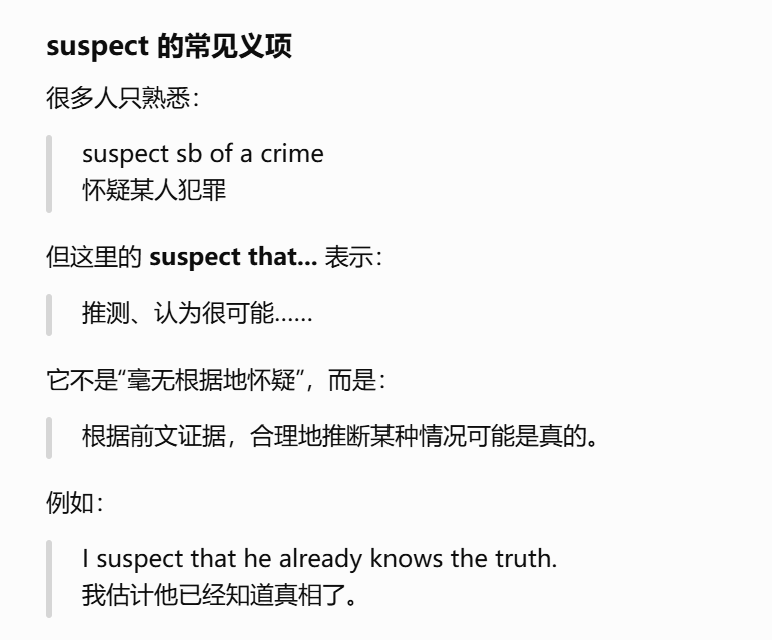 suspect 的常见义项
很多人只熟悉：
suspect sb of a crime
怀疑某人犯罪
但这里的 suspect that... 表示：
推测、认为很可能……
它不是“毫无根据地怀疑”，而是：
根据前文证据，合理地推断某种情况可能是真的。
例如：
I suspect that he already knows the truth.
我估计他已经知道真相了。